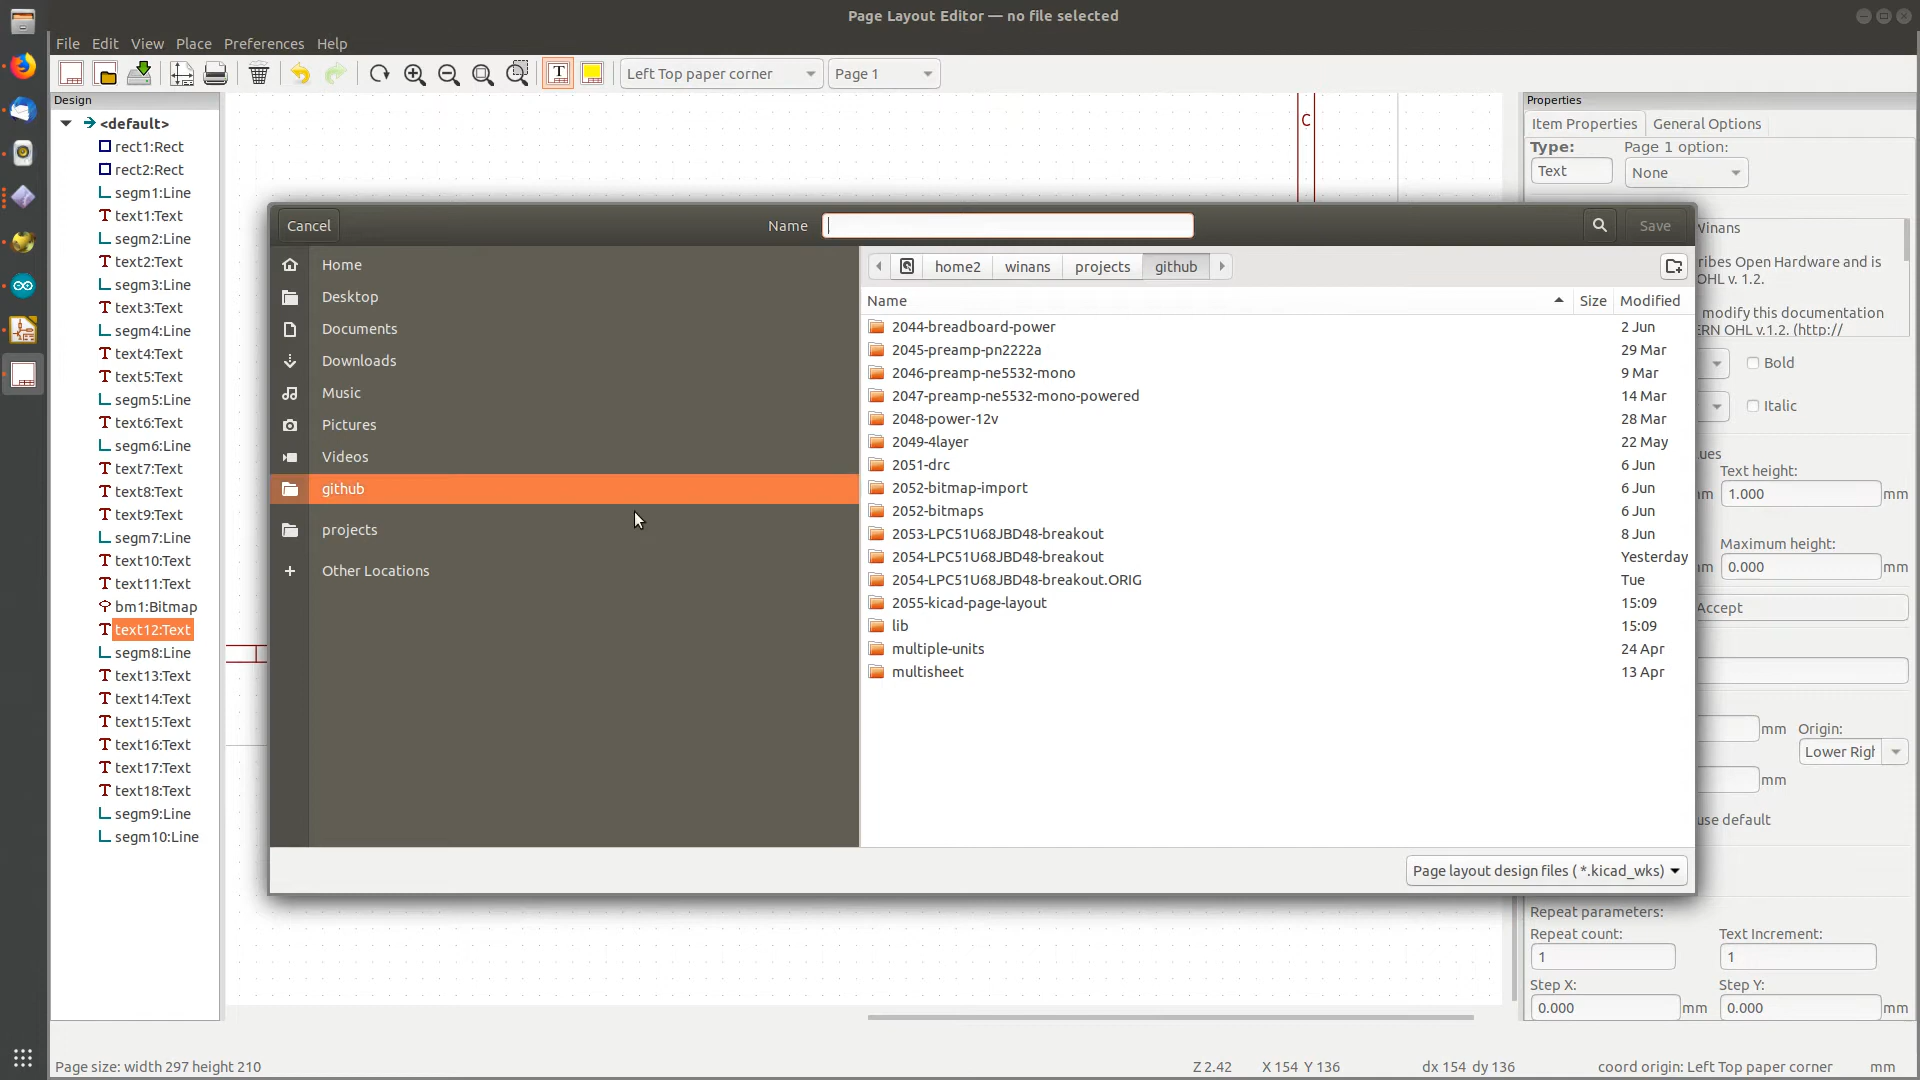 Page Layout Editor — no file selected
File Edit View Place Preferences Help
Left Top paper corner Page 1
Design
<default>
rect1:Rect
rect2:Rect
segm1:Line
text1:Text
segm2:Line
text2:Text
segm3:Line
text3:Text
segm4:Line
text4:Text
text5:Text
segm5:Line
text6:Text
segm6:Line
text7:Text
text8:Text
text9:Text
segm7:Line
text10:Text
text11:Text
bm1:Bitmap
text12:Text
segm8:Line
text13:Text
text14:Text
text15:Text
text16:Text
text17:Text
text18:Text
segm9:Line
segm10:Line
C
Cancel Name Save
Home
Desktop
Documents
Downloads
Music
Pictures
Videos
github
projects
Other Locations
home2 winans projects github
Name Size Modified
2044-breadboard-power 2 Jun
2045-preamp-pn2222a 29 Mar
2046-preamp-ne5532-mono 9 Mar
2047-preamp-ne5532-mono-powered 14 Mar
2048-power-12v 28 Mar
2049-4layer 22 May
2051-drc 6 Jun
2052-bitmap-import 6 Jun
2052-bitmaps 6 Jun
2053-LPC51U68JBD48-breakout 8 Jun
2054-LPC51U68JBD48-breakout Yesterday
2054-LPC51U68JBD48-breakout.ORIG Tue
2055-kicad-page-layout 15:09
lib 15:09
multiple-units 24 Apr
multisheet 13 Apr
Page layout design files ( *.kicad_wks)
Properties
Item Properties General Options
Type: Page 1 option:
Text None
Winans
ribes Open Hardware and is
OHL v. 1.2.
modify this documentation
ERN OHL v.1.2. (http://
Bold
Italic
ues
Text height:
1.000 mm
Maximum height:
0.000 mm
Accept
mm Origin:
Lower Righ
mm
use default
Repeat parameters:
Repeat count: Text Increment:
1 1
Step X: Step Y:
0.000 mm 0.000 mm
Page size: width 297 height 210 Z 2.42 X 154 Y 136 dx 154 dy 136 coord origin: Left Top paper corner mm